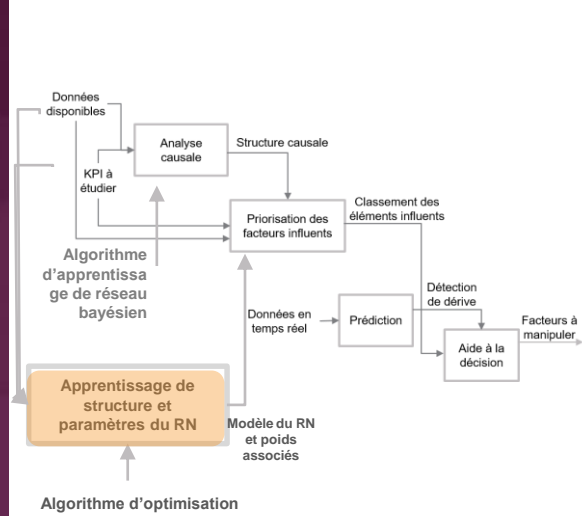 Données
disponibles
Analyse
causale
Structure causale
KPI à
étudier
Classement des
éléments influents
Priorisation des
facteurs influents
Algorithme
d'apprentissa
ge de réseau
bayésien
Données en
temps réel
Prédiction
Détection
de dérive
Aide à la
décision
Facteurs à
manipuler
Apprentissage de
structure et
paramètres du RN
Modèle du RN
et poids
associés
Algorithme d'optimisation